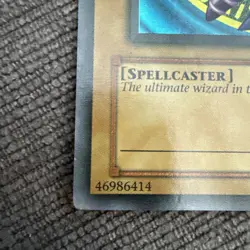 [SPELLCASTER]
The ultimate wizard in t
46986414